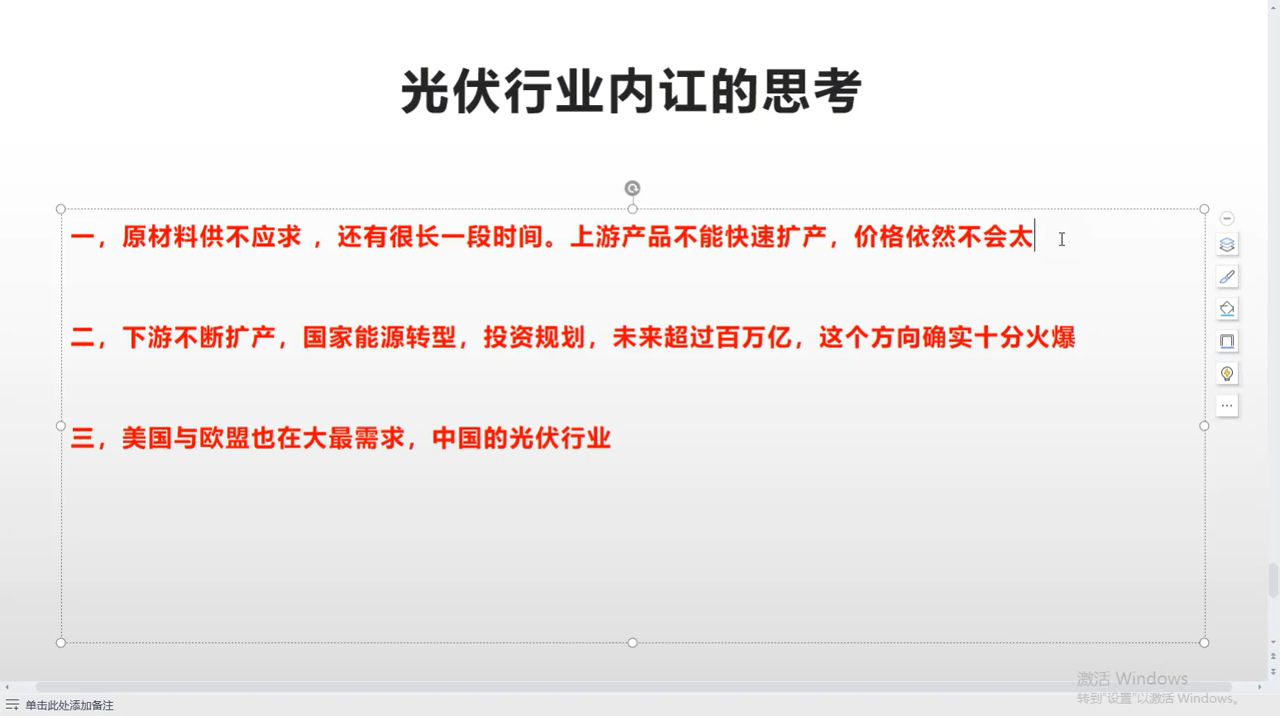 光伏行业内讧的思考
一，原材料供不应求 ，还有很长一段时间。上游产品不能快速扩产，价格依然不会太
二，下游不断扩产，国家能源转型，投资规划，未来超过百万亿，这个方向确实十分火爆
三，美国与欧盟也在大最需求，中国的光伏行业
激活 Windows
转到"设置"以激活 Windows。
单击此处添加备注